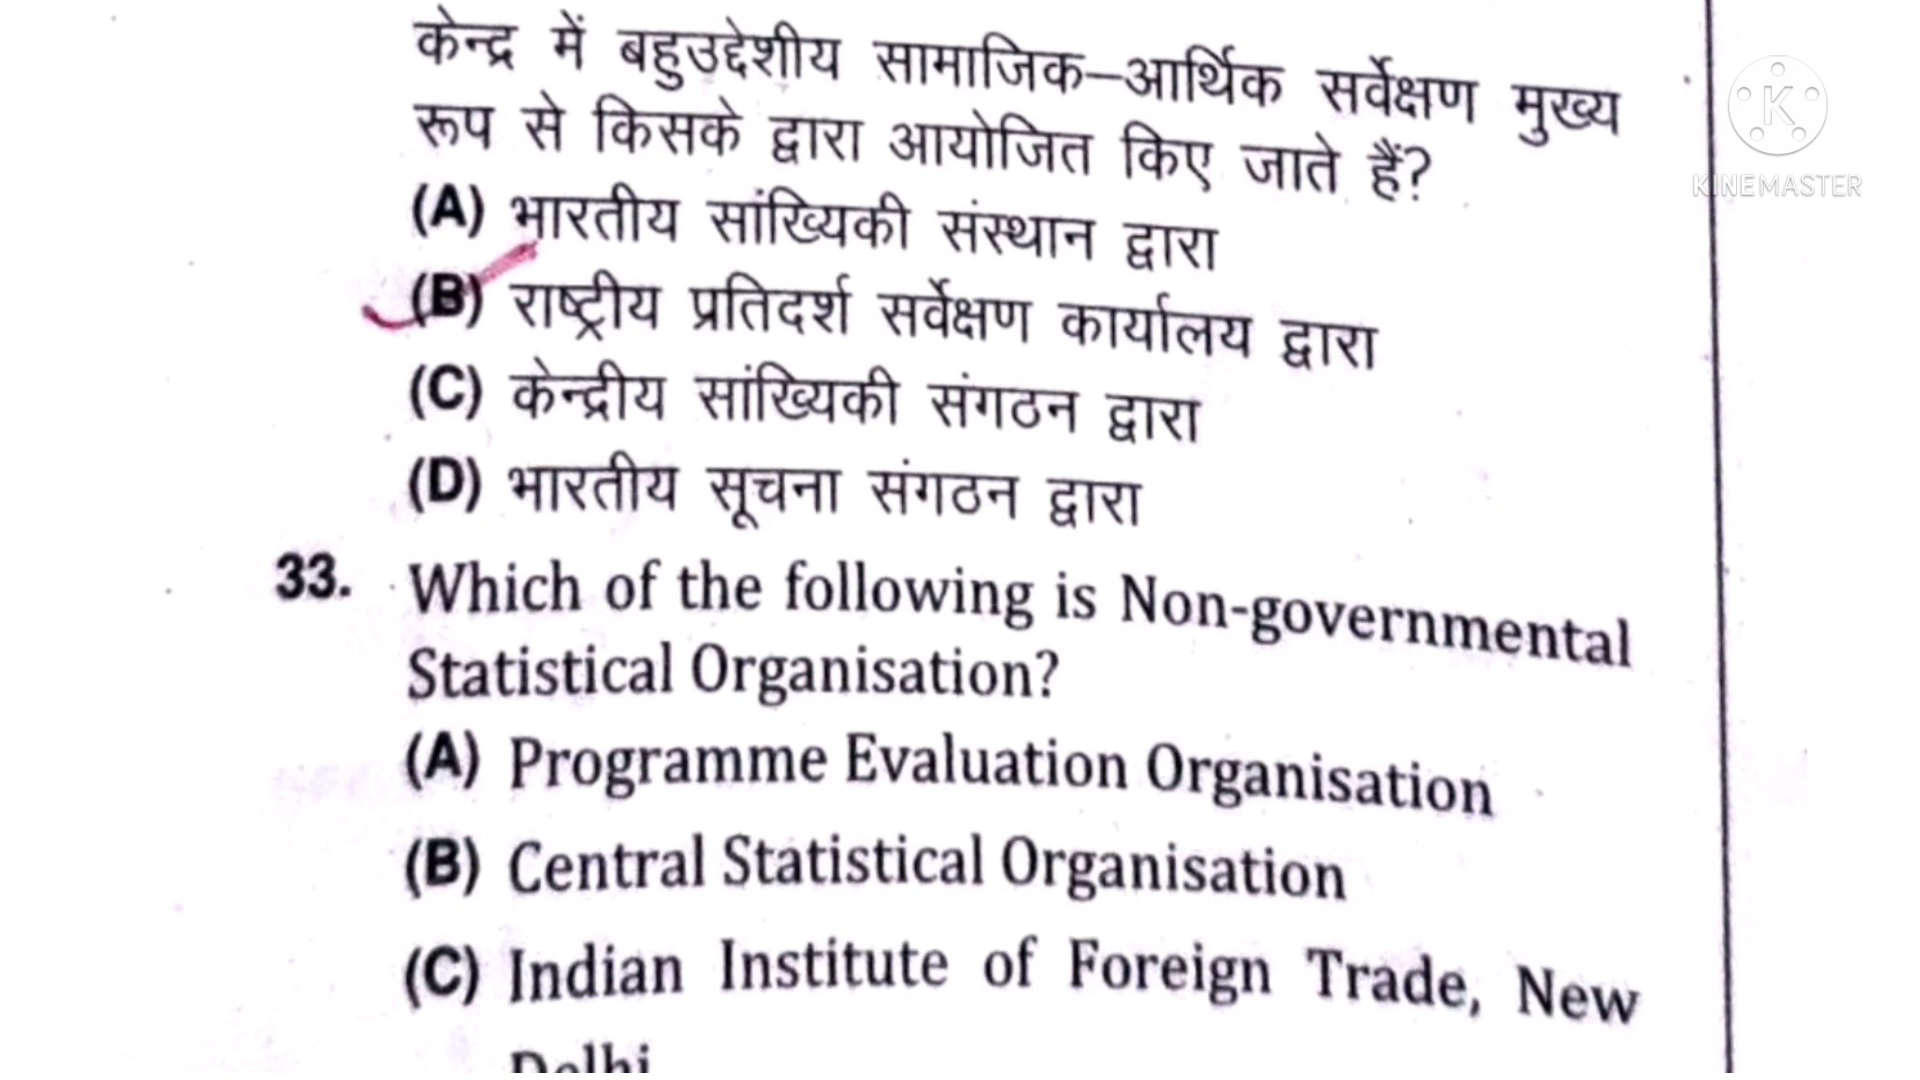 केन्द्र में बहुउद्देशीय सामाजिक–आर्थिक सर्वेक्षण मुख्य
रूप से किसके द्वारा आयोजित किए जाते हैं?
(A) भारतीय सांख्यिकी संस्थान द्वारा
(B) राष्ट्रीय प्रतिदर्श सर्वेक्षण कार्यालय द्वारा
(C) केन्द्रीय सांख्यिकी संगठन द्वारा
(D) भारतीय सूचना संगठन द्वारा
33. Which of the following is Non-governmental
Statistical Organisation?
(A) Programme Evaluation Organisation
(B) Central Statistical Organisation
(C) Indian Institute of Foreign Trade, New
Delhi
K
KINEMASTER